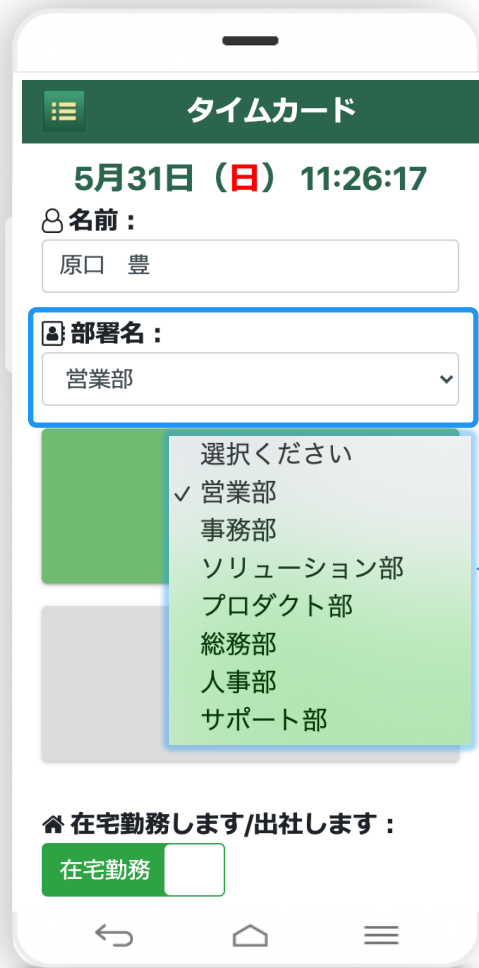 タイムカード
5月31日（日） 11:26:17
名前：
原口　豊
部署名：
営業部
選択ください
✓ 営業部
事務部
ソリューション部
プロダクト部
総務部
人事部
サポート部
在宅勤務します/出社します：
在宅勤務